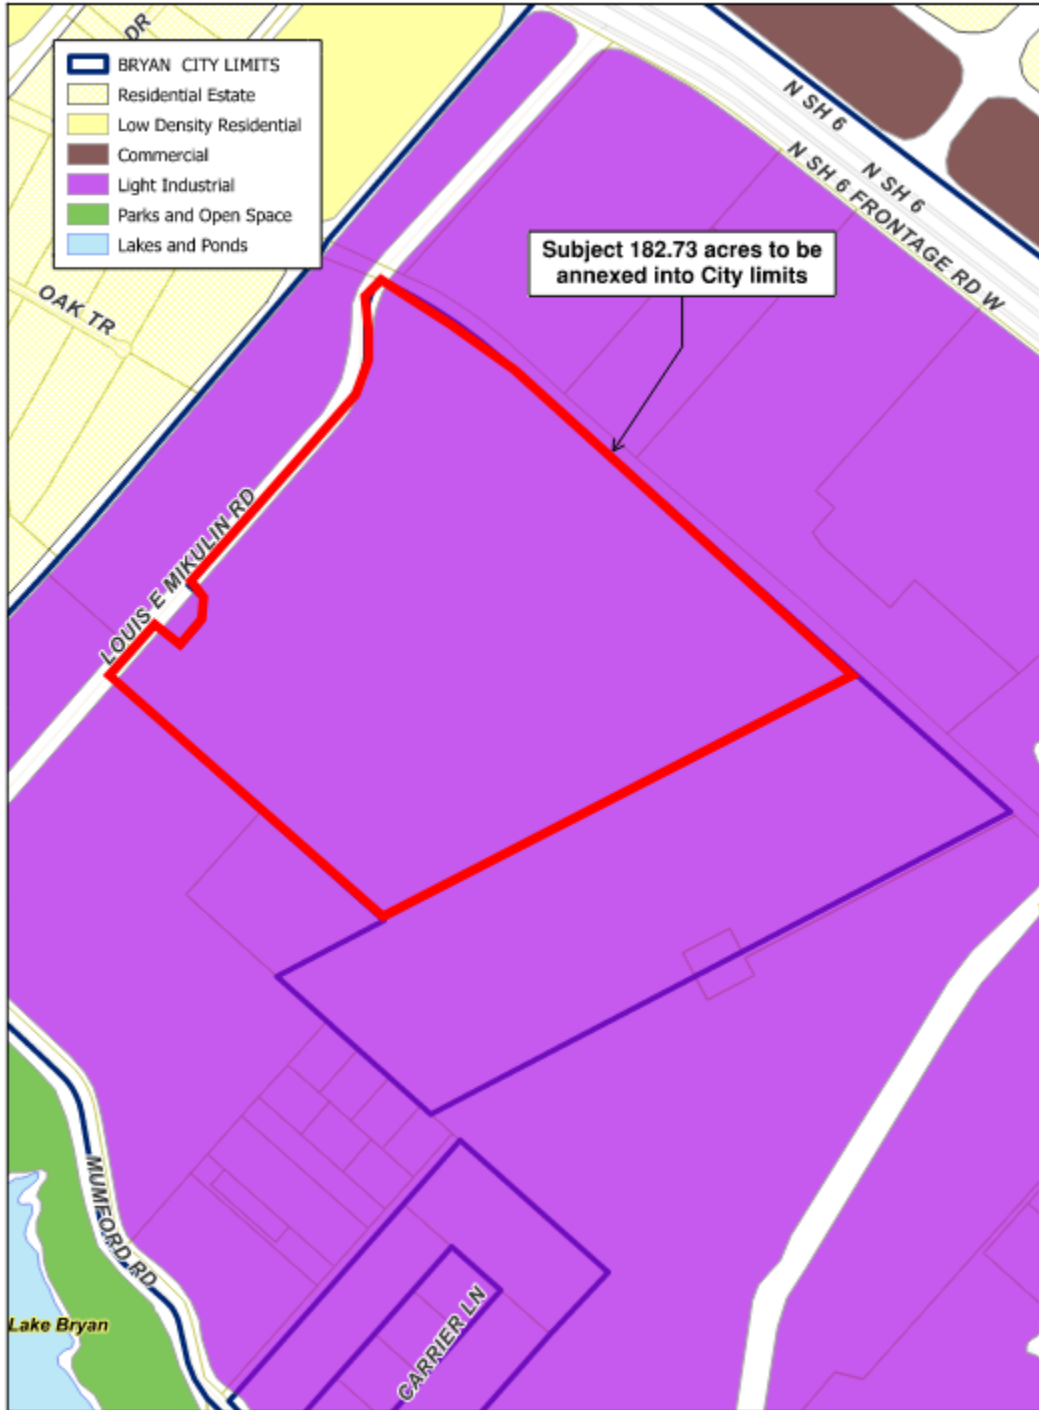 DR
BRYAN CITY LIMITS
Residential Estate
Low Density Residential
Commercial
Light Industrial
Parks and Open Space
Lakes and Ponds
OAK TR
N SH 6
N SH 6
N SH 6 FRONTAGE RD W
Subject 182.73 acres to be
annexed into City limits
LOUIS E MIKULIN RD
MUMFORD RD
Lake Bryan
CARRIER LN